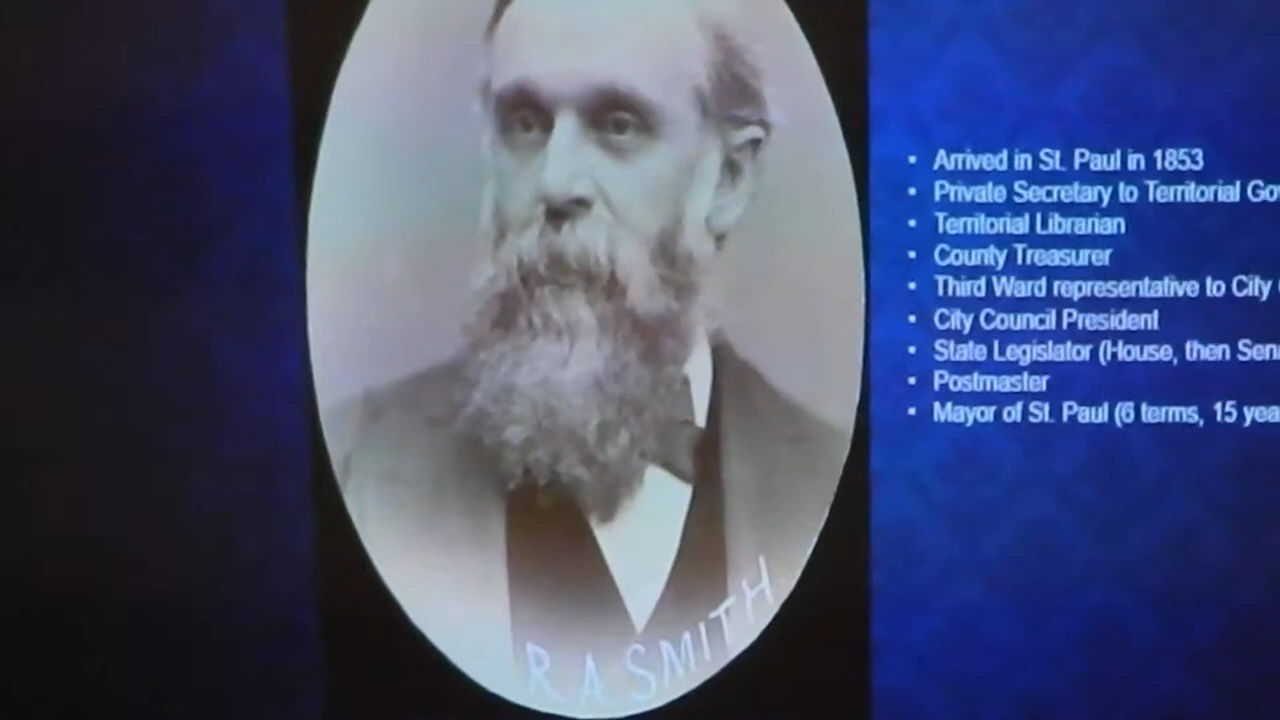 • Arrived in St. Paul in 1853
• Private Secretary to Territorial
• Territorial Librarian
• County Treasurer
• Third Ward representative to City
• City Council President
• State Legislator (House, then
• Postmaster
• Mayor of St. Paul (6 terms, 15
R A SMITH